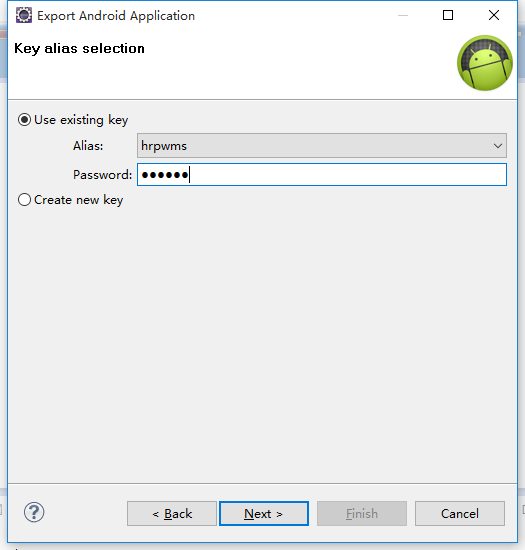 Export Android Application
Key alias selection
Use existing key
Alias: hrpwms
Password: ●●●●●●
Create new key
? < Back Next > Finish Cancel